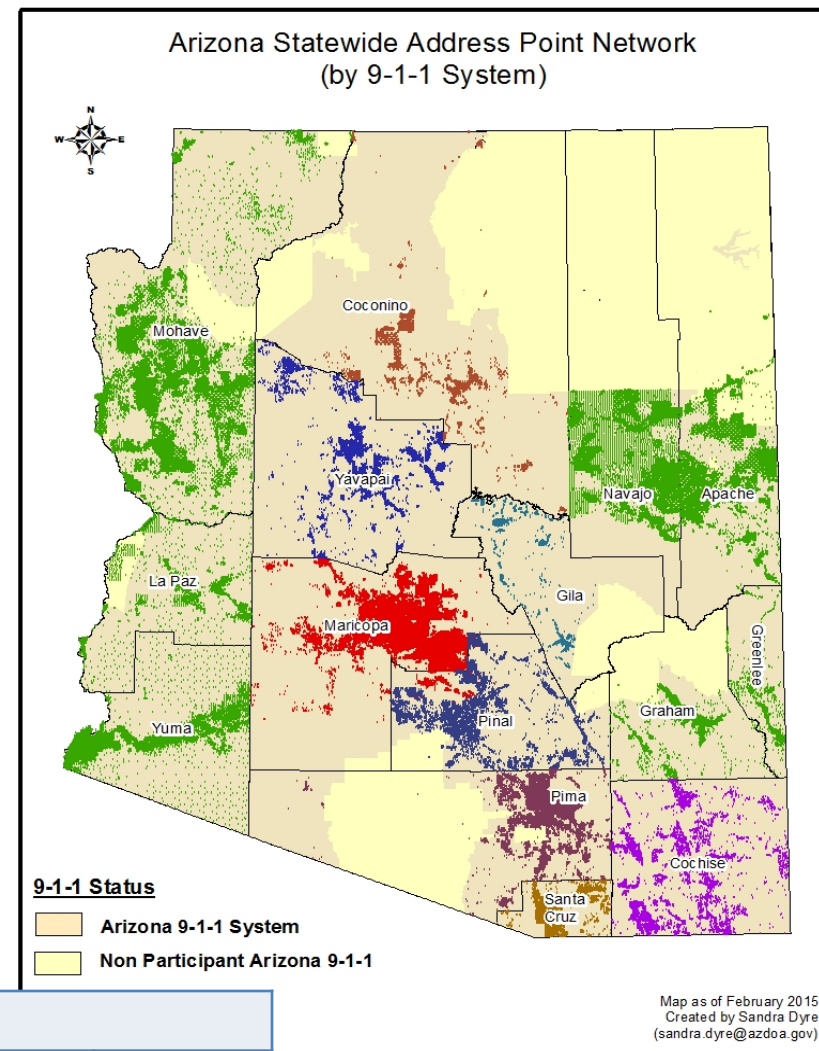 Arizona Statewide Address Point Network
(by 9-1-1 System)
N
W E
S
Coconino
Mohave
Yavapai
Navajo
Apache
La Paz
Gila
Maricopa
Greenlee
Graham
Yuma
Pinal
Pima
Cochise
Santa
Cruz
9-1-1 Status
Arizona 9-1-1 System
Non Participant Arizona 9-1-1
Map as of February 2015
Created by Sandra Dyre
(sandra.dyre@azdoa.gov)